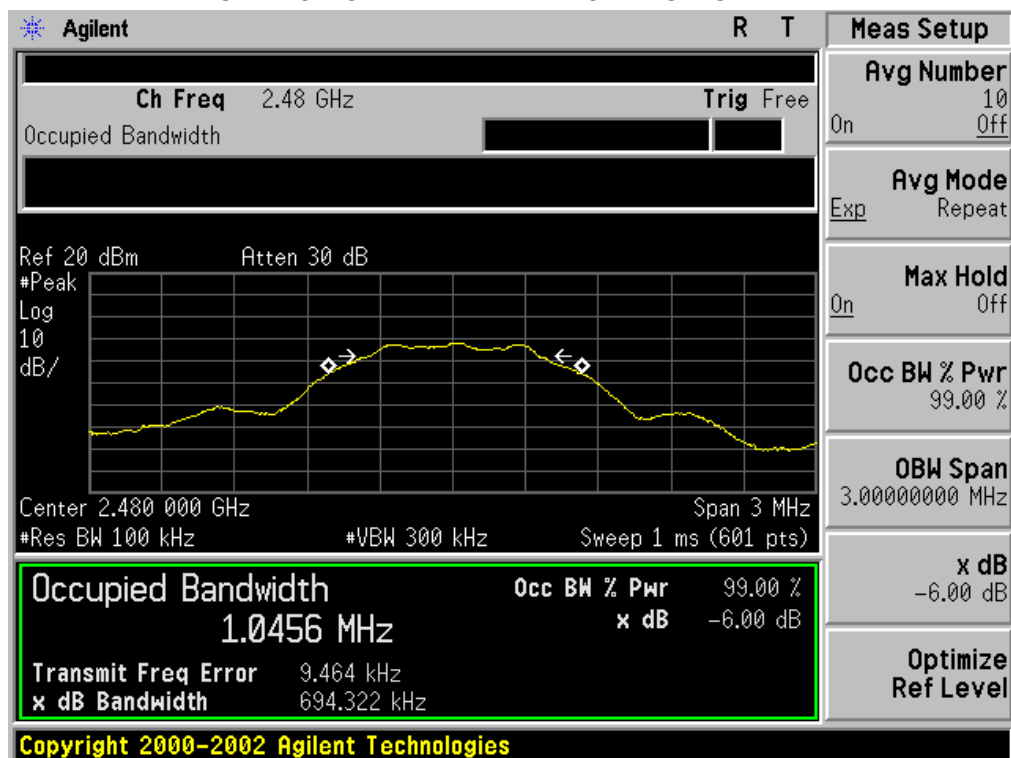 Agilent R T
Ch Freq 2.48 GHz Trig Free
Occupied Bandwidth
Ref 20 dBm Atten 30 dB
#Peak
Log
10
dB/
Center 2.480 000 GHz Span 3 MHz
#Res BW 100 kHz #VBW 300 kHz Sweep 1 ms (601 pts)
Occupied Bandwidth Occ BW % Pwr 99.00 %
1.0456 MHz x dB -6.00 dB
Transmit Freq Error 9.464 kHz
x dB Bandwidth 694.322 kHz
Copyright 2000-2002 Agilent Technologies
Meas Setup
Avg Number
10
On Off
Avg Mode
Exp Repeat
Max Hold
On Off
Occ BW % Pwr
99.00 %
OBW Span
3.00000000 MHz
x dB
-6.00 dB
Optimize
Ref Level